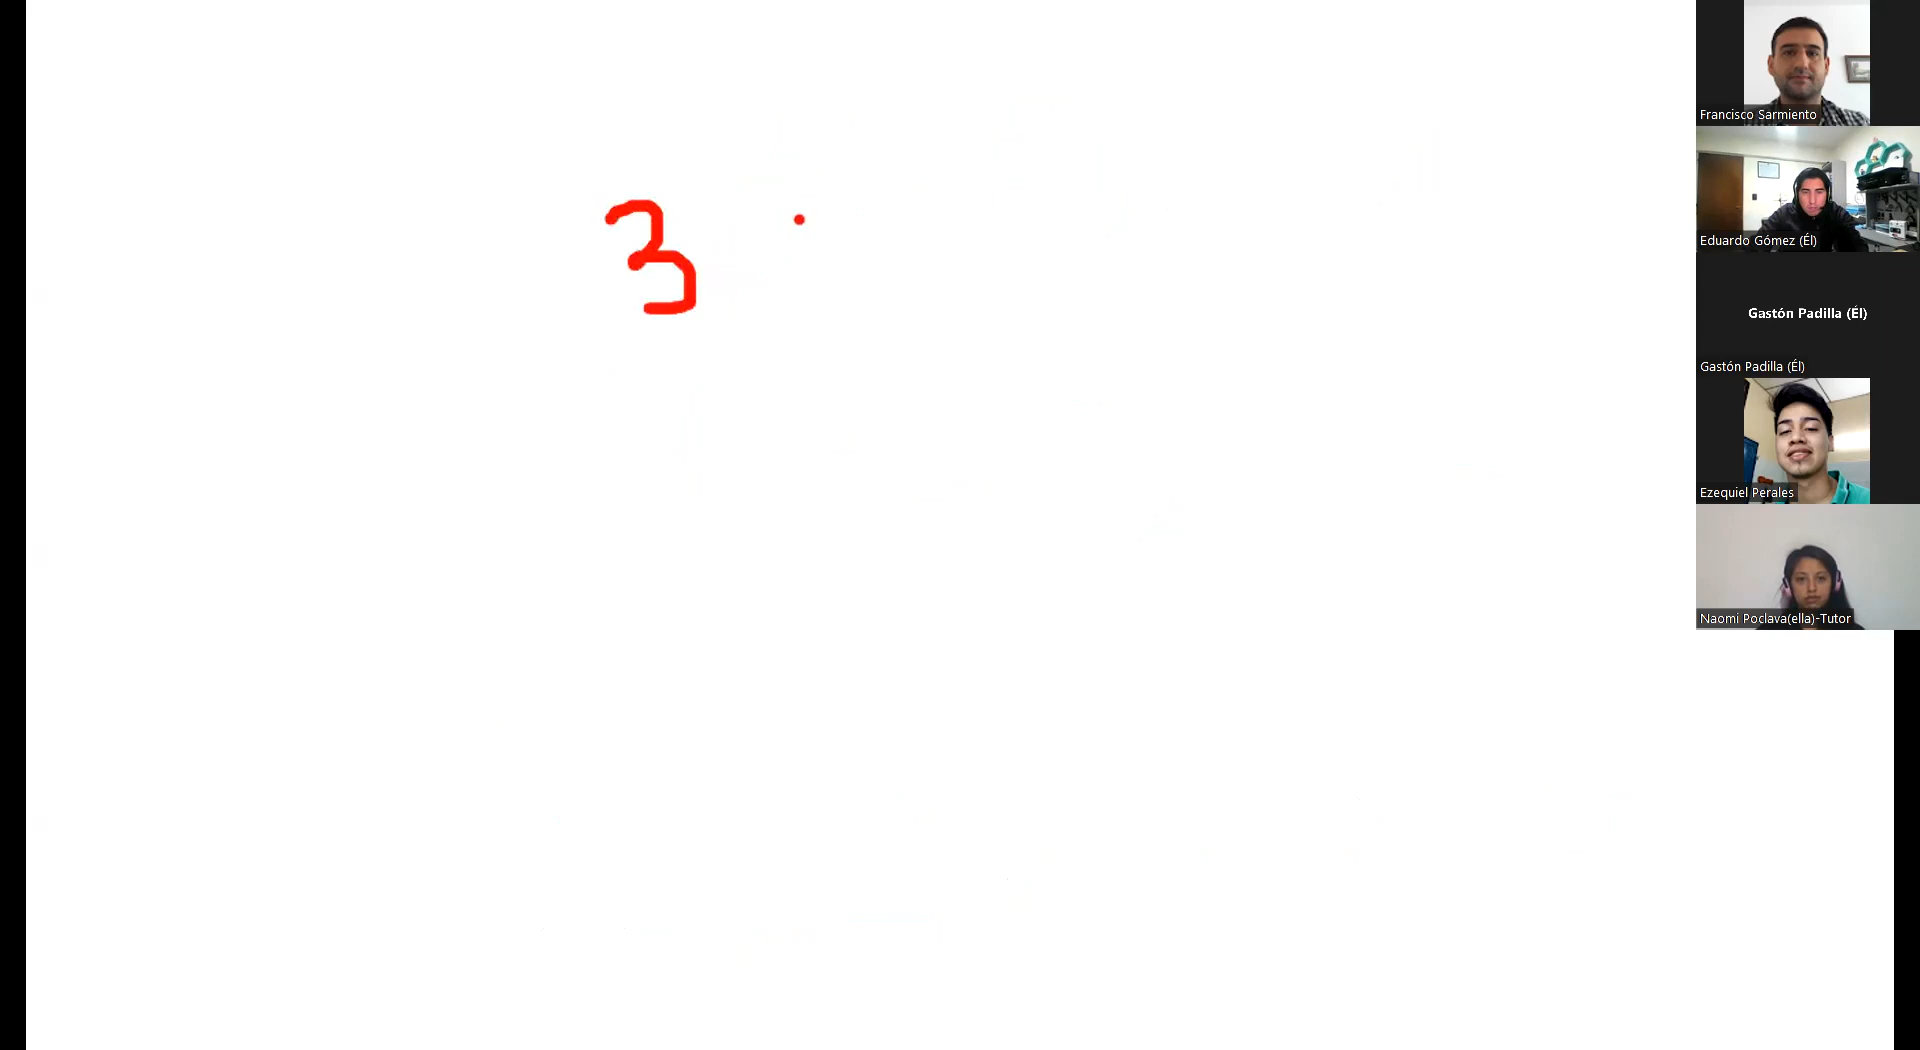 3
Francisco Sarmiento
Eduardo Gómez (Él)
Gastón Padilla (Él)
Gastón Padilla (Él)
Ezequiel Perales
Naomi Poclava(ella)-Tutor